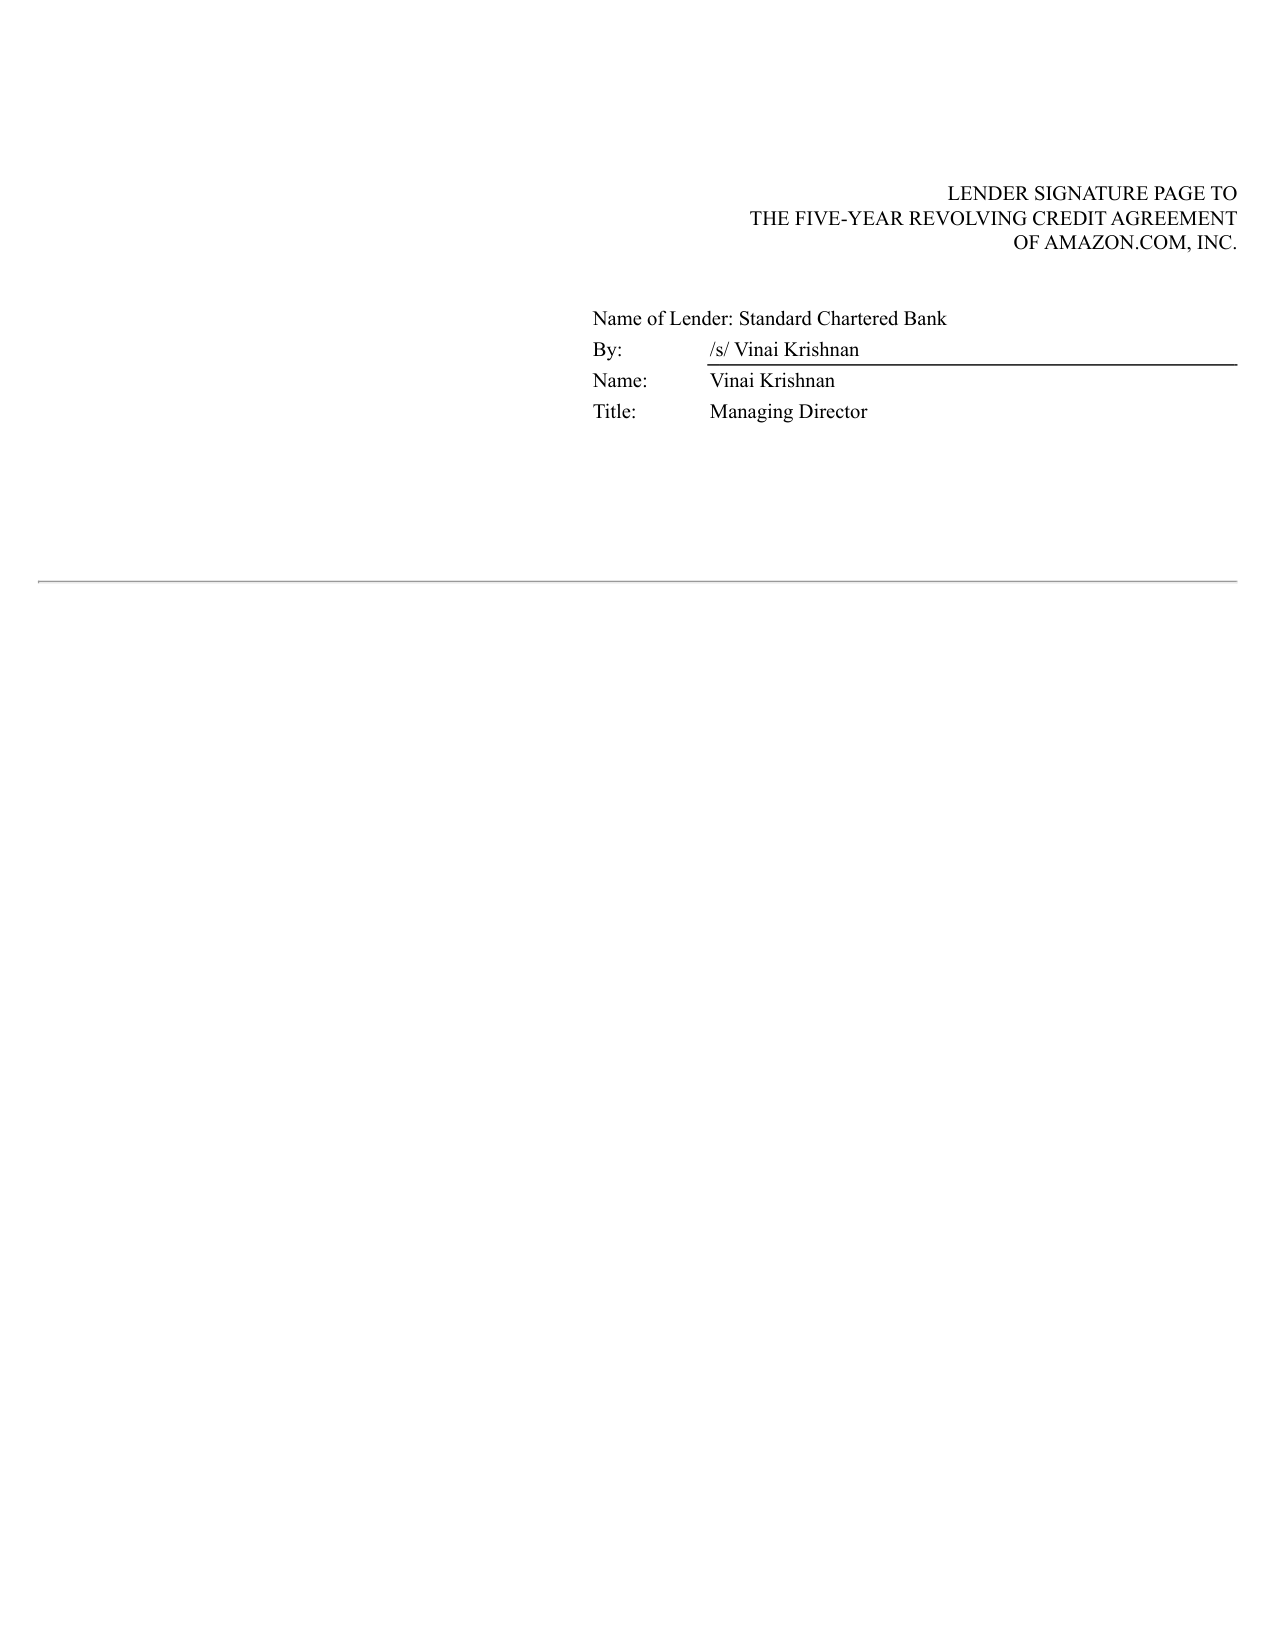 LENDER SIGNATURE PAGE TO
THE FIVE-YEAR REVOLVING CREDIT AGREEMENT
OF AMAZON.COM, INC.
Name of Lender: Standard Chartered Bank
By: /s/ Vinai Krishnan
Name: Vinai Krishnan
Title: Managing Director